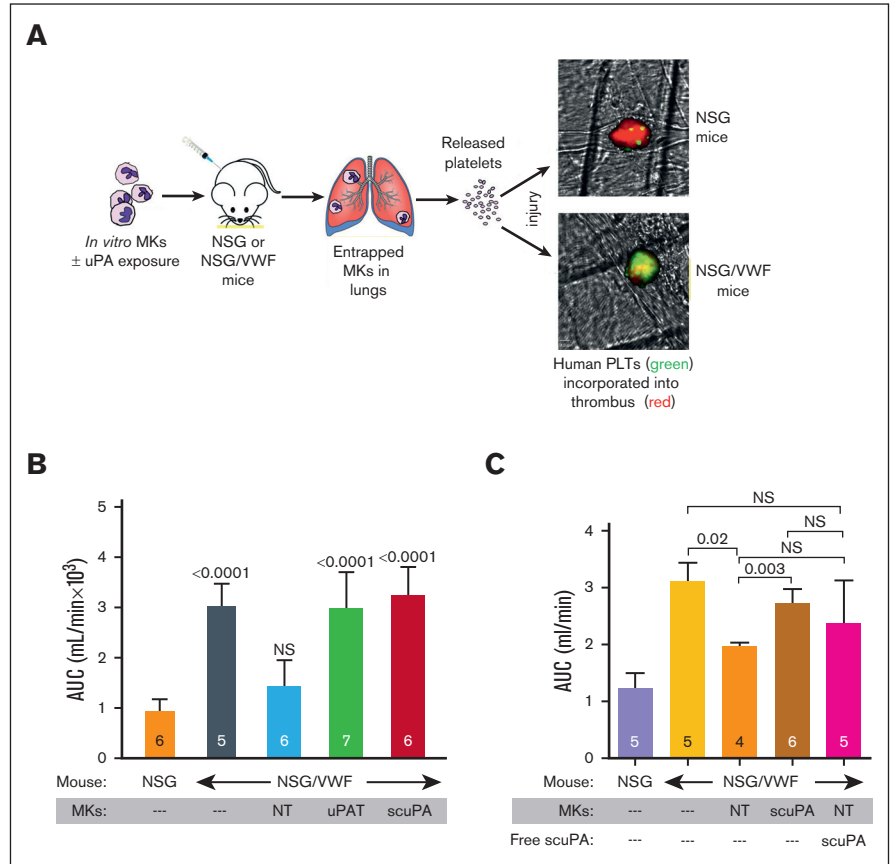 A
In vitro MKs
± uPA exposure
NSG or
NSG/VWF
mice
Entrapped
MKs in
lungs
Released
platelets
injury
NSG
mice
NSG/VWF
mice
Human PLTs (green)
incorporated into
thrombus (red)
B
AUC (mL/min×10³)
5
4
3
2
1
0
<0.0001
NS
<0.0001
<0.0001
6
5
6
7
6
Mouse: NSG NSG/VWF
MKs: --- --- NT uPAT scuPA
C
AUC (ml/min)
4
3
2
1
0
NS
NS
0.02
NS
0.003
5
5
4
6
5
Mouse: NSG NSG/VWF
MKs: --- --- NT scuPA NT
Free scuPA: --- --- --- --- scuPA